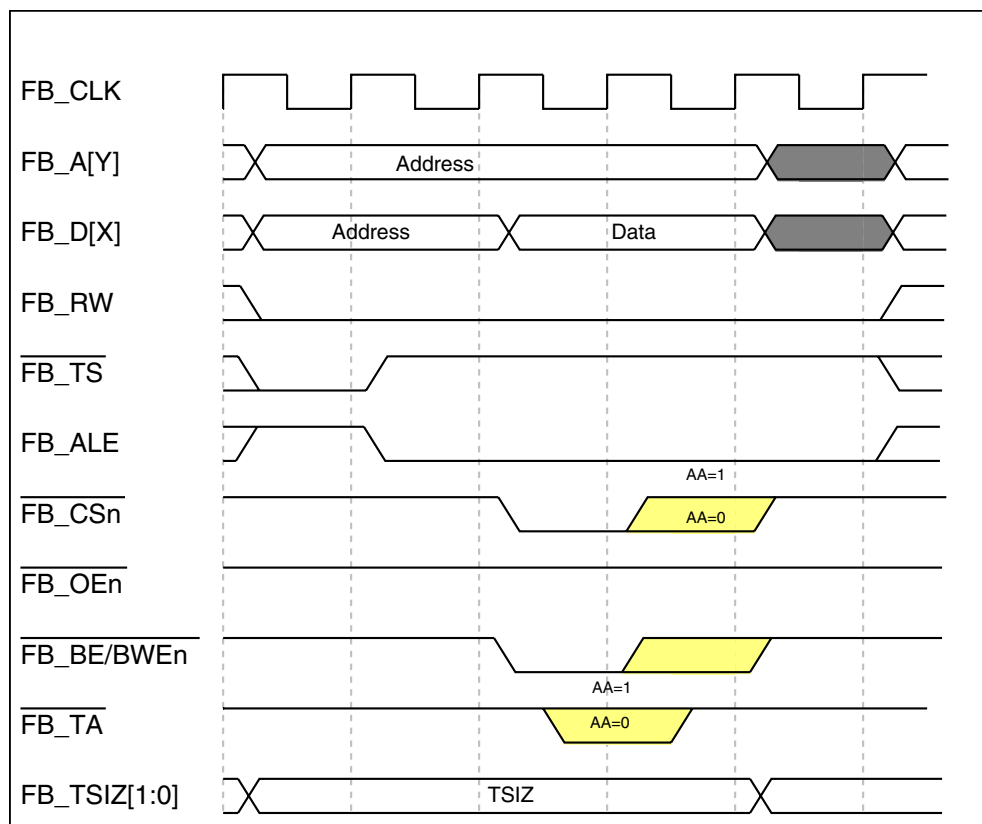 FB_CLK
FB_A[Y]
Address
FB_D[X]
Address
Data
FB_RW
FB_TS
FB_ALE
AA=1
FB_CSn
AA=0
FB_OEn
FB_BE/BWEn
AA=1
FB_TA
AA=0
FB_TSIZ[1:0]
TSIZ